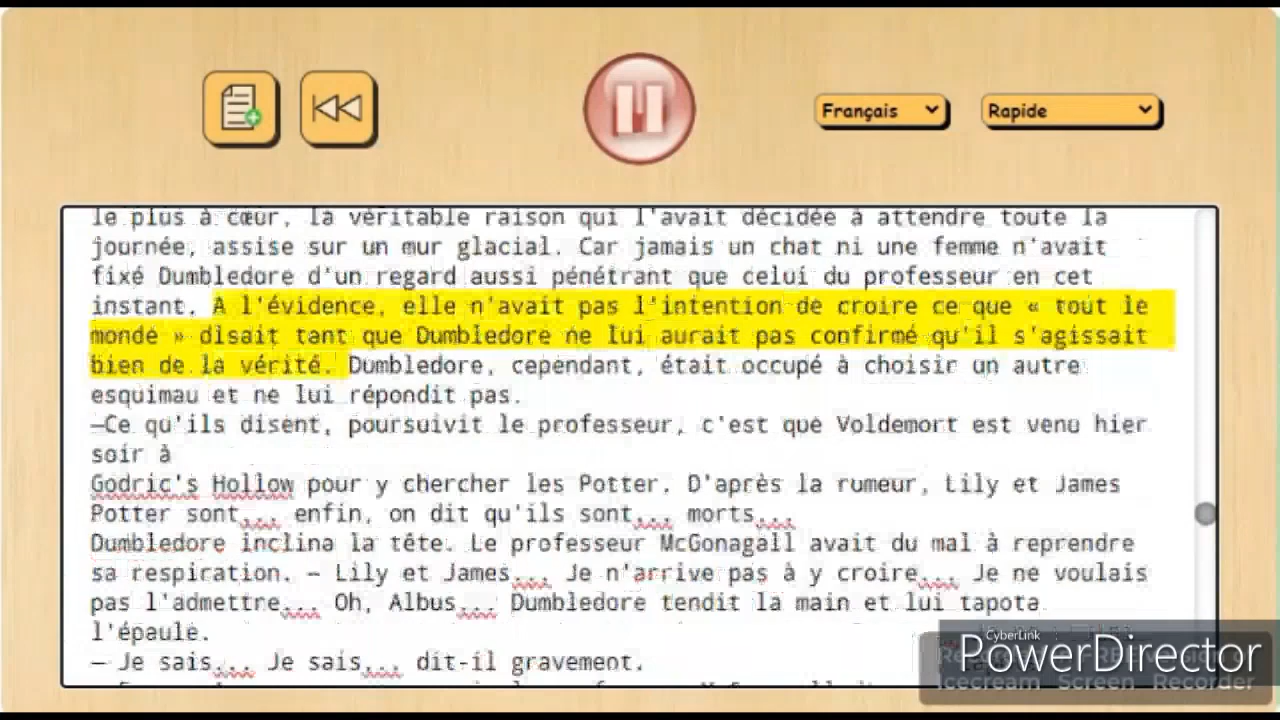 Français
Rapide
le plus à cœur, la véritable raison qui l'avait décidée à attendre toute la
journée, assise sur un mur glacial. Car jamais un chat ni une femme n'avait
fixé Dumbledore d'un regard aussi pénétrant que celui du professeur en cet
instant. A l'évidence, elle n'avait pas l'intention de croire ce que « tout le
monde » disait tant que Dumbledore ne lui aurait pas confirmé qu'il s'agissait
bien de la vérité. Dumbledore, cependant, était occupé à choisir un autre
esquimau et ne lui répondit pas.
—Ce qu'ils disent, poursuivit le professeur, c'est que Voldemort est venu hier
soir à
Godric's Hollow pour y chercher les Potter. D'après la rumeur, Lily et James
Potter sont... enfin, on dit qu'ils sont... morts...
Dumbledore inclina la tête. Le professeur McGonagall avait du mal à reprendre
sa respiration. — Lily et James... Je n'arrive pas à y croire... Je ne voulais
pas l'admettre... Oh, Albus... Dumbledore tendit la main et lui tapota
l'épaule.
— Je sais... Je sais... dit-il gravement.
CyberLink
PowerDirector
Icecream Screen Recorder